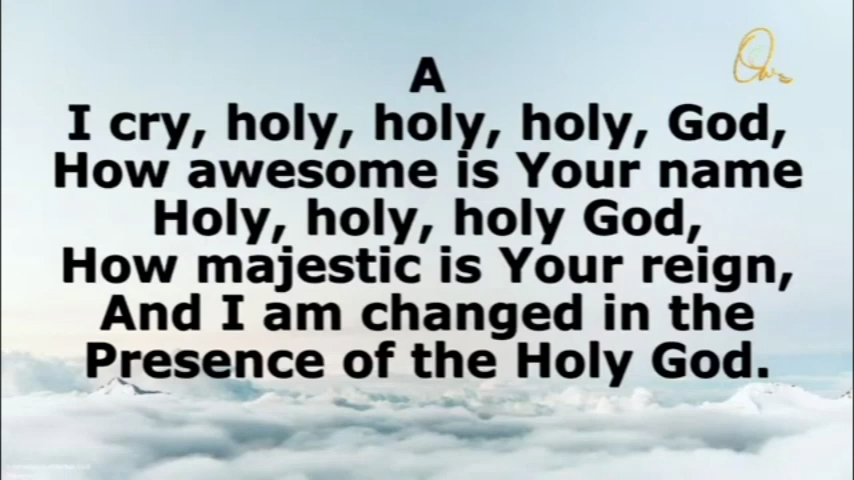 A
I cry, holy, holy, holy, God,
How awesome is Your name
Holy, holy, holy God,
How majestic is Your reign,
And I am changed in the
Presence of the Holy God.